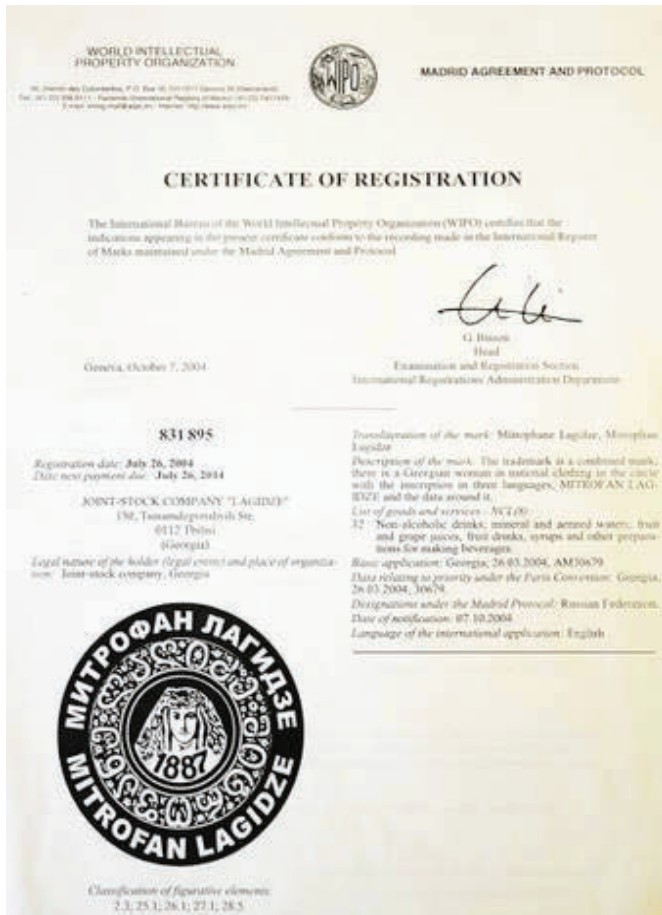 WORLD INTELLECTUAL
PROPERTY ORGANIZATION
WIPO
MADRID AGREEMENT AND PROTOCOL
CERTIFICATE OF REGISTRATION
The International Bureau of the World Intellectual Property Organization (WIPO) certifies that the
indications appearing in the present certificate conform to the recording made in the International Register
of Marks maintained under the Madrid Agreement and Protocol
Head
Examination and Registration Section
International Registrations Administration Department
Geneva, October 7, 2004
831 895
Registration date: July 26, 2004
Date next payment due: July 26, 2014
JOINT-STOCK COMPANY "LAGIDZE"
0112 Tbilisi
(Georgia)
Legal nature of the holder (legal entity) and place of organiza-
tion: Joint-stock company, Georgia
МИТРОФАН ЛАГИДЗЕ
1887
MITROFAN LAGIDZE
Classification of figurative elements:
2.3; 25.1; 26.1; 27.1; 28.5
Transliteration of the mark: Mitrophane Lagidze, Mitrophan
Lagidze
Description of the mark: The trademark is a combined mark;
there is a Georgian woman in national clothing in the circle
with the inscription in three languages, MITROFAN LAG-
IDZE and the data around it.
List of goods and services - NCL(8):
32 Non-alcoholic drinks, mineral and aerated waters; fruit
and grape juices, fruit drinks, syrups and other prepara-
tions for making beverages.
Basic application: Georgia, 26.03.2004, AM30679
Data relating to priority under the Paris Convention: Georgia,
26.03.2004, 30679.
Designations under the Madrid Protocol: Russian Federation.
Date of notification: 07.10.2004
Language of the international application: English